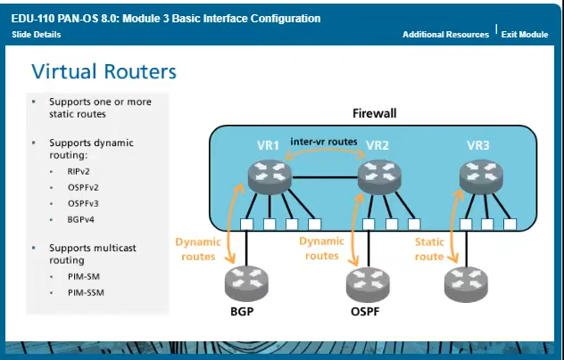 EDU-110 PAN-OS 8.0: Module 3 Basic Interface Configuration
Slide Details
Additional Resources
Exit Module
Virtual Routers
Supports one or more
static routes
Supports dynamic
routing:
RIPv2
OSPFv2
OSPFv3
BGPv4
Supports multicast
routing
PIM-SM
PIM-SSM
Firewall
VR1
inter-vr routes
VR2
VR3
Dynamic
routes
Dynamic
routes
Static
route
BGP
OSPF